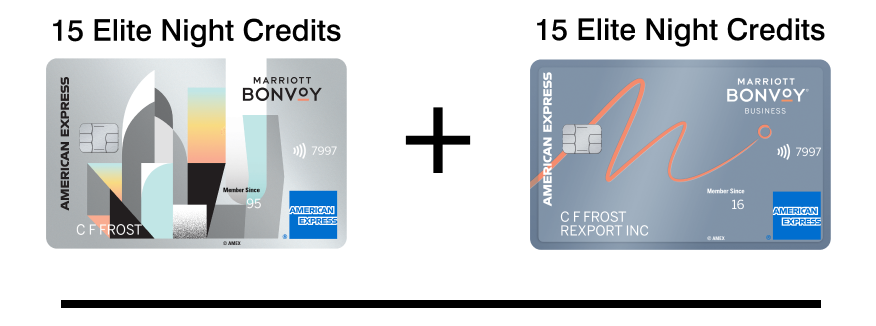 15 Elite Night Credits
15 Elite Night Credits
AMERICAN EXPRESS
MARRIOTT
BONVOY
7997
Member Since
95
C F FROST
AMERICAN
EXPRESS
®
© AMEX
+
AMERICAN EXPRESS
MARRIOTT
BONVOY
BUSINESS
7997
Member Since
16
C F FROST
REXPORT INC
AMERICAN
EXPRESS
®
© AMEX